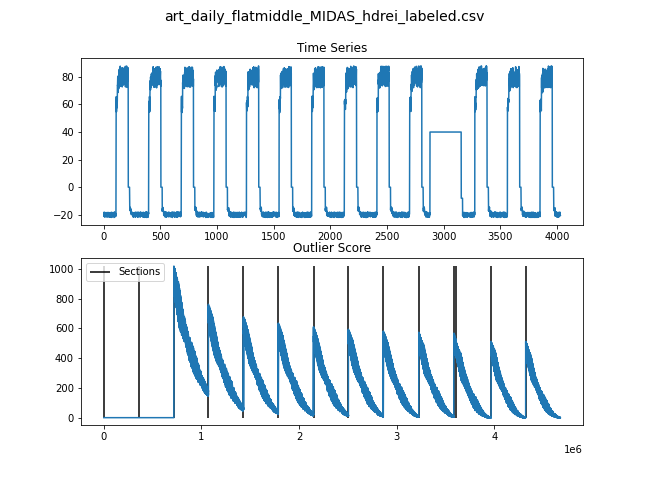 art_daily_flatmiddle_MIDAS_hdrei_labeled.csv
Time Series
80
60
40
20
0
−20
0 500 1000 1500 2000 2500 3000 3500 4000
Outlier Score
Sections
1000
800
600
400
200
0
0 1 2 3 4
1e6